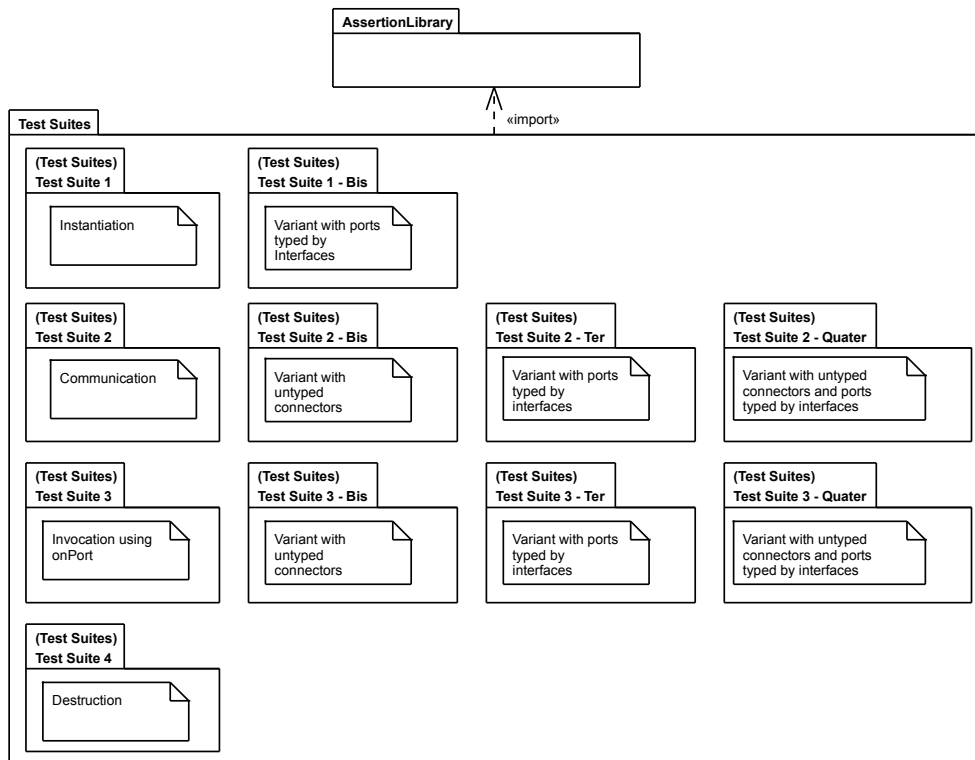 AssertionLibrary
«import»
Test Suites
(Test Suites)
Test Suite 1
Instantiation
(Test Suites)
Test Suite 1 - Bis
Variant with ports
typed by
Interfaces
(Test Suites)
Test Suite 2
Communication
(Test Suites)
Test Suite 2 - Bis
Variant with
untyped
connectors
(Test Suites)
Test Suite 2 - Ter
Variant with ports
typed by
interfaces
(Test Suites)
Test Suite 2 - Quater
Variant with untyped
connectors and ports
typed by interfaces
(Test Suites)
Test Suite 3
Invocation using
onPort
(Test Suites)
Test Suite 3 - Bis
Variant with
untyped
connectors
(Test Suites)
Test Suite 3 - Ter
Variant with ports
typed by
interfaces
(Test Suites)
Test Suite 3 - Quater
Variant with untyped
connectors and ports
typed by interfaces
(Test Suites)
Test Suite 4
Destruction